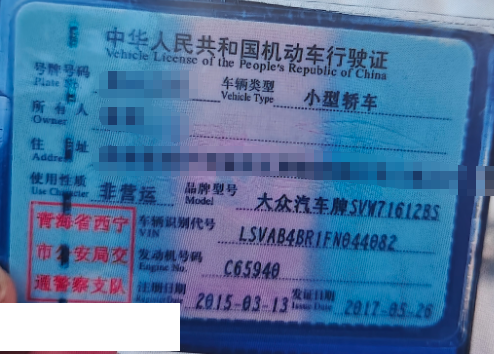 中华人民共和国机动车行驶证
Vehicle License of the People's Republic of China
号牌号码
Plate No.
车辆类型 小型轿车
Vehicle Type
所有人
Owner
住址
Address
使用性质 非营运 品牌型号 大众汽车牌SVW71612BS
Use Character Model
青海省西宁
市公安局交
通警察支队
车辆识别代号 LSVAB4BR1FN044082
VIN
发动机号码 C65940
Engine No.
注册日期 2015-03-13 发证日期 2017-05-26
Issue Date